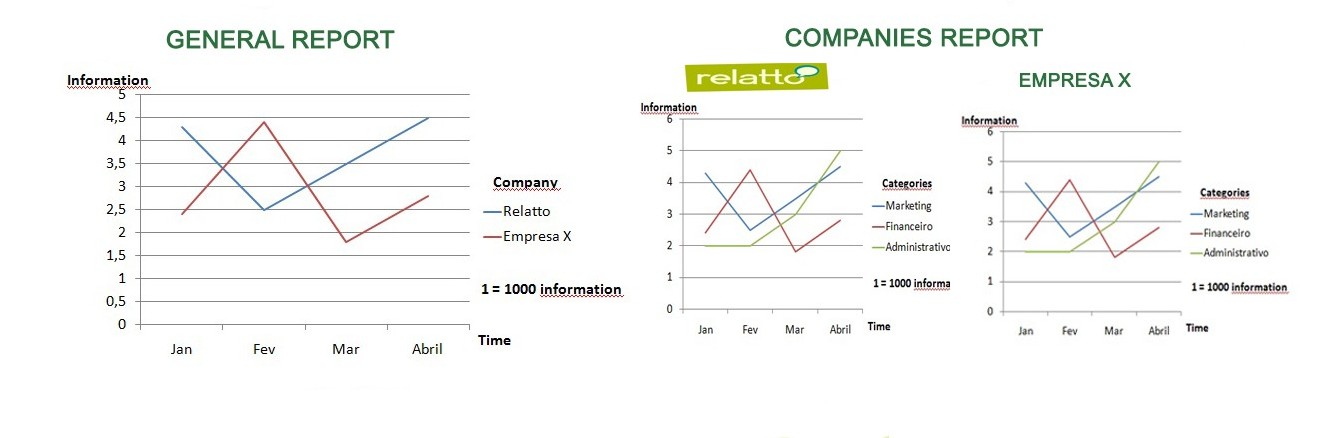 GENERAL REPORT
Information
5
4,5
4
3,5
3
2,5
2
1,5
1
0,5
0
Jan Fev Mar Abril
Time
Company
Relatto
Empresa X
1 = 1000 information
COMPANIES REPORT
relatto
Information
6
5
4
3
2
1
0
Jan Fev Mar Abril
Time
Categories
Marketing
Financeiro
Administrativo
1 = 1000 informa
EMPRESA X
Information
6
5
4
3
2
1
0
Jan Fev Mar Abril
Time
Categories
Marketing
Financeiro
Administrativo
1 = 1000 information